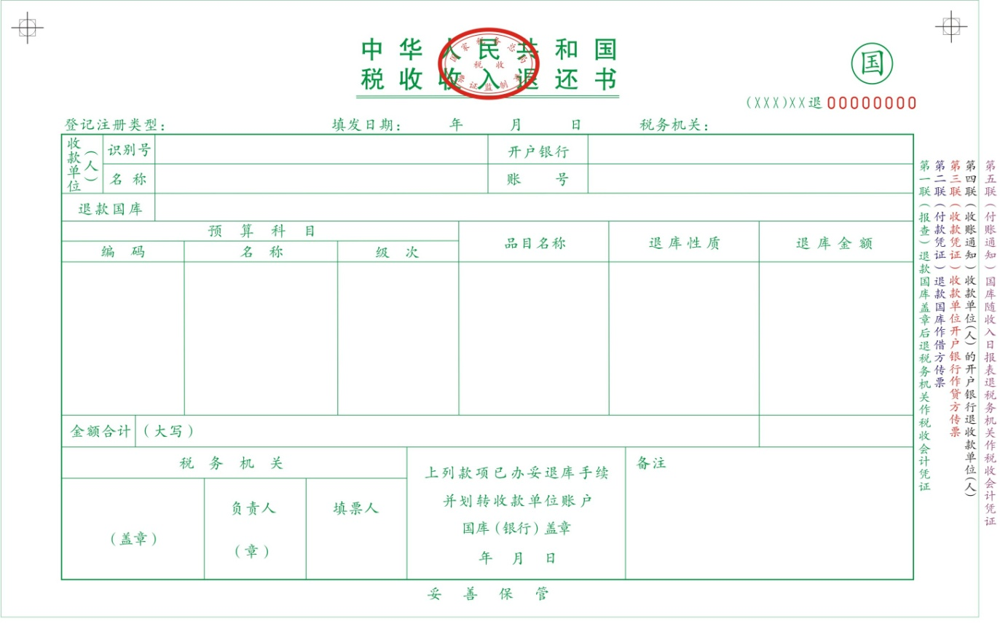 中华人民共和国
税收收入退还书
国家税务总局
税收
票证监制章
国
(XXX)XX退 00000000
登记注册类型： 填发日期： 年 月 日 税务机关：
收款单位（人） 识别号 开户银行
名称 账号
退款国库
预算科目 品目名称 退库性质 退库金额
编码 名称 级次
金额合计 （大写）
税务机关
（盖章）
负责人
（章）
填票人
上列款项已办妥退库手续
并划转收款单位账户
国库（银行）盖章
年 月 日
备注
妥善保管
第一联（报查）退款国库盖章后退税务机关作税收会计凭证
第二联（付款凭证）退款国库作借方传票
第三联（收款凭证）收款单位开户银行作贷方传票
第四联（收账通知）收款单位(人)的开户银行退收款单位(人)
第五联（付账通知）国库随收入日报表退税务机关作税收会计凭证